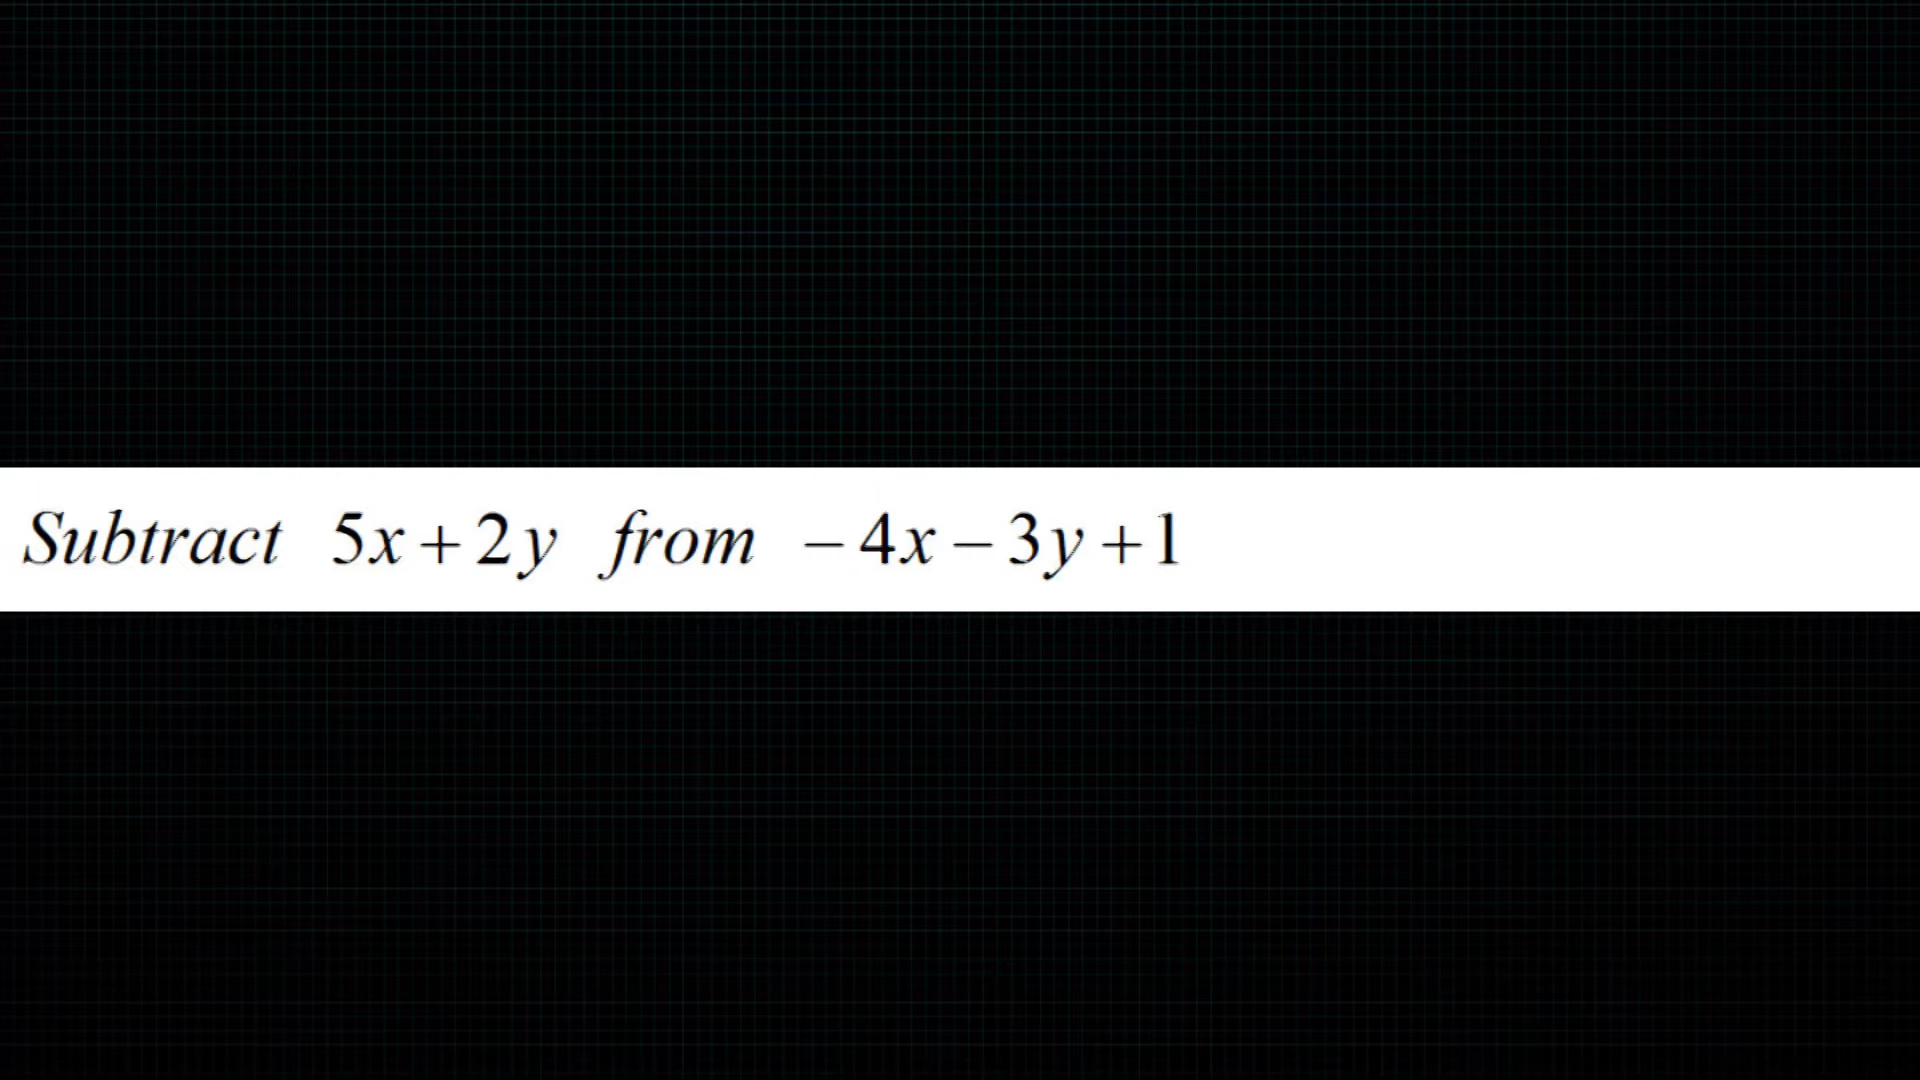 Subtract 5x + 2y from − 4x − 3y + 1